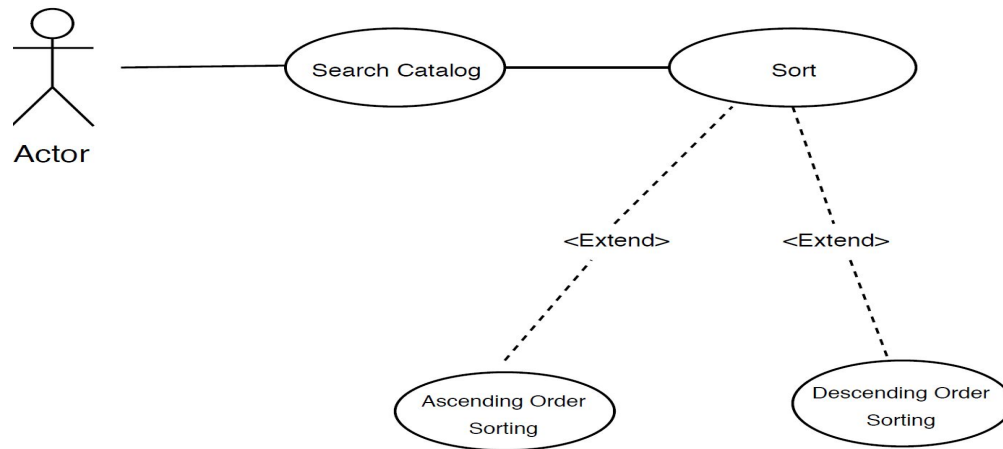 Search Catalog
Sort
Actor
<Extend>
<Extend>
Ascending Order
Sorting
Descending Order
Sorting